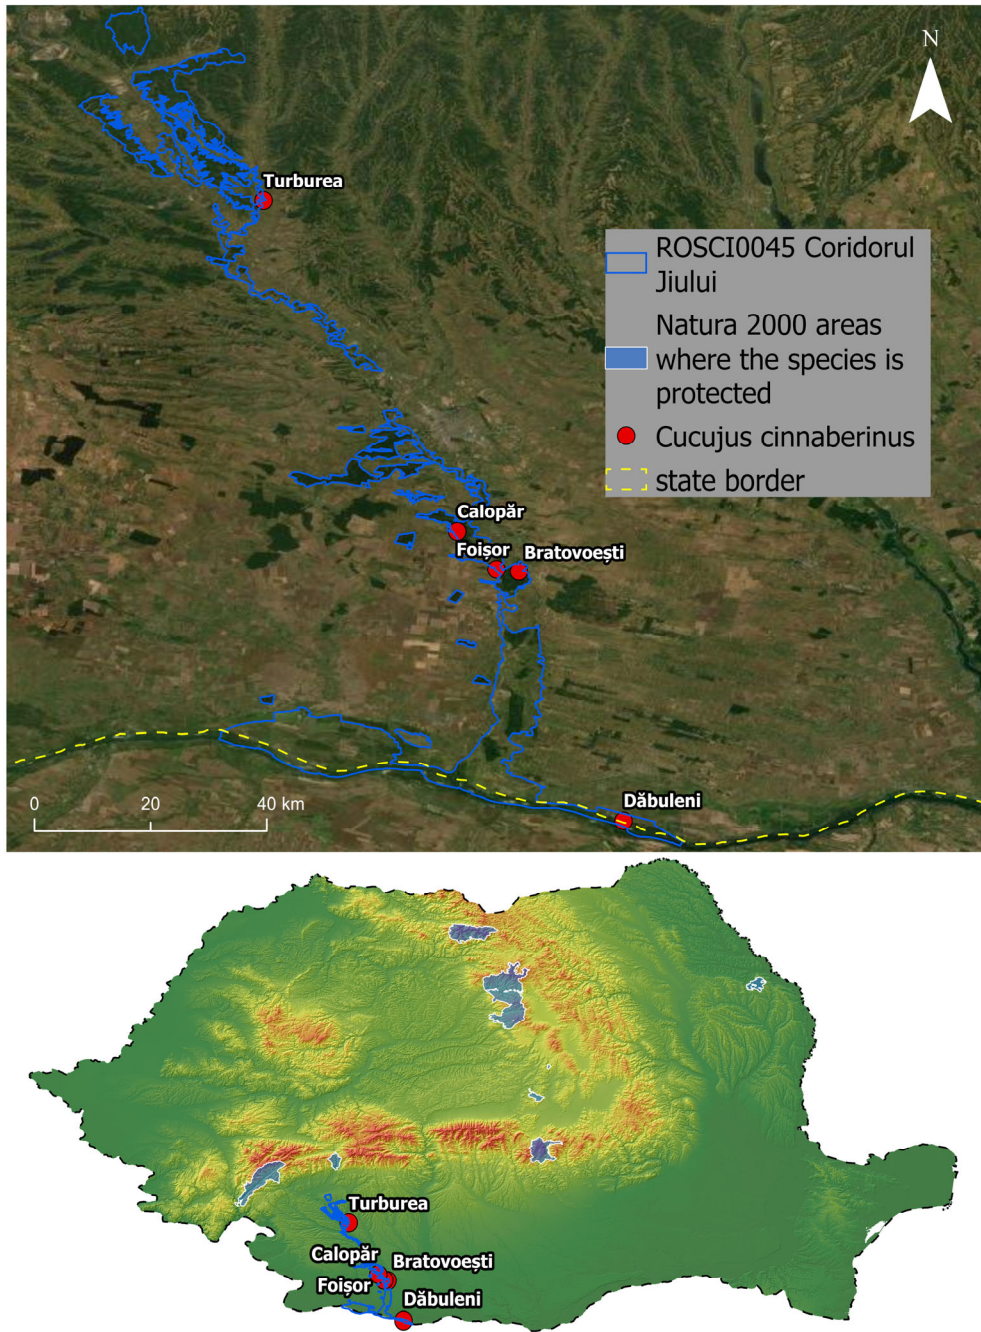 N
Turburea
ROSCI0045 Coridorul
Jiului
Natura 2000 areas
where the species is
protected
Cucujus cinnaberinus
state border
Calopăr
Foișor
Bratovoești
Dăbuleni
0
20
40 km
Turburea
Calopăr
Bratovoești
Foișor
Dăbuleni